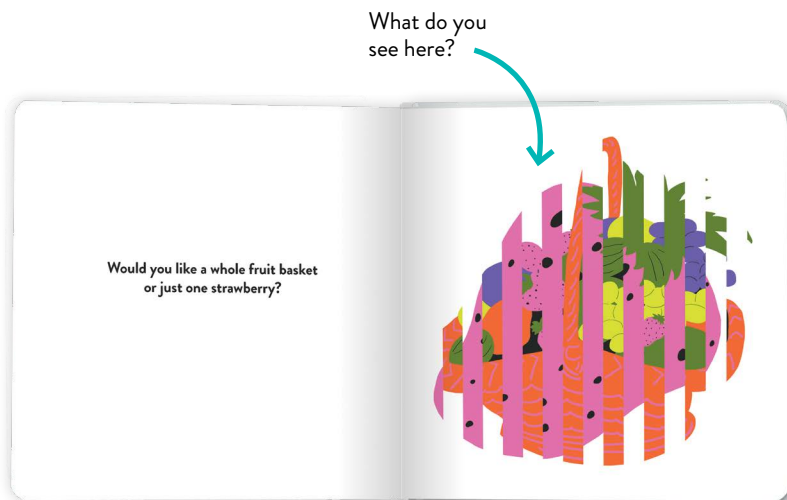 What do you
see here?
Would you like a whole fruit basket
or just one strawberry?